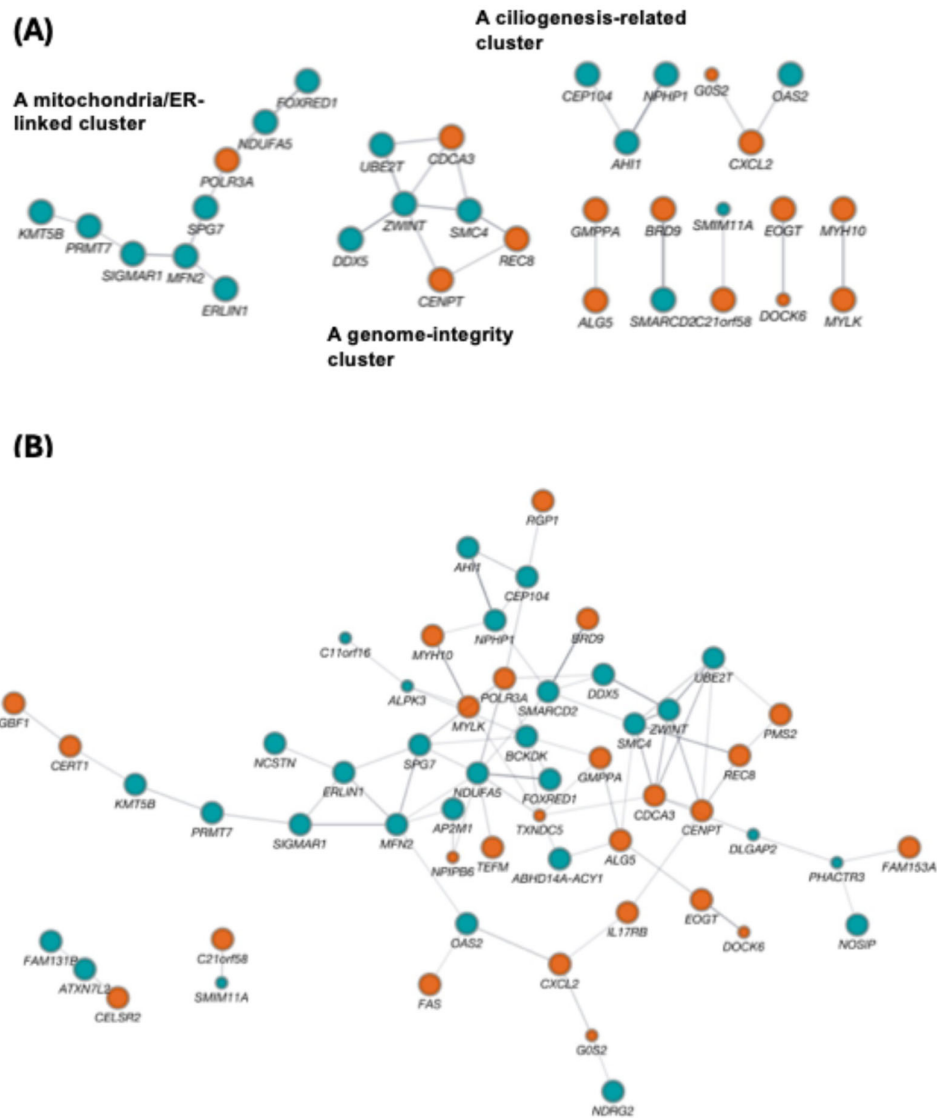 (A)
A ciliogenesis-related
cluster
A mitochondria/ER-
linked cluster
FOXRED1
NDUFA5
POLR3A
SPG7
KMT5B
PRMT7
SIGMAR1
MFN2
ERLIN1
UBE2T
CDCA3
ZWINT
SMC4
DDX5
REC8
CENPT
A genome-integrity
cluster
CEP104
NPHP1
G0S2
OAS2
AHI1
CXCL2
GMPPA
BRD9
SMIM11A
EOGT
MYH10
ALG5
SMARCD2
C21orf58
DOCK6
MYLK
(B)
RGP1
AHI1
CEP104
NPHP1
BRD9
C11orf16
MYH10
UBE2T
ALPK3
POLR3A
DDX5
SMARCD2
GBF1
MYLK
ZWINT
PMS2
SMC4
CERT1
NCSTN
SPG7
BCKDK
REC8
GMPPA
KMT5B
ERLIN1
NDUFA5
FOXRED1
CDCA3
CENPT
PRMT7
SIGMAR1
MFN2
AP2M1
TXNDC5
DLGAP2
NPIPB6
TEFM
ABHD14A-ACY1
ALG5
PHACTR3
FAM153A
IL17RB
EOGT
DOCK6
NOSIP
OAS2
FAM131B
ATXN7L2
CELSR2
C21orf58
SMIM11A
FAS
CXCL2
G0S2
NDRG2